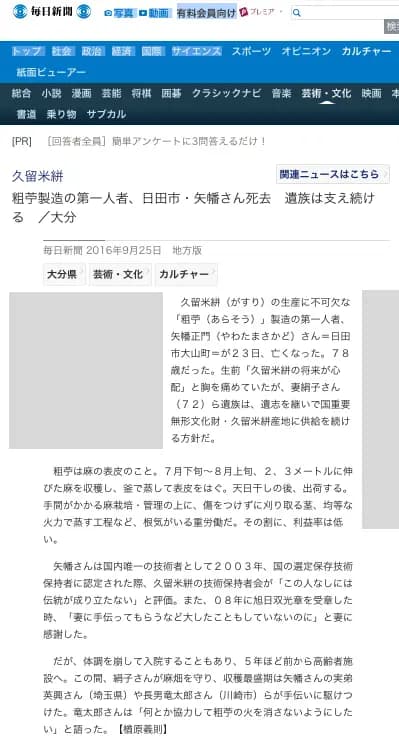 毎日新聞 写真 動画 有料会員向け プレミア
検
トップ 社会 政治 経済 国際 サイエンス スポーツ オピニオン カルチャー
紙面ビューアー
総合 小説 漫画 芸能 将棋 囲碁 クラシックナビ 音楽 芸術・文化 映画 本
書道 乗り物 サブカル
[PR] [回答者全員]簡単アンケートに3問答えるだけ!
久留米絣
関連ニュースはこちら
粗苧製造の第一人者、日田市・矢幡さん死去 遺族は支え続け
る /大分
毎日新聞 2016年9月25日 地方版
大分県 芸術・文化 カルチャー
久留米絣(がすり)の生産に不可欠な
「粗苧(あらそう)」製造の第一人者、
矢幡正門(やわたまさかど)さん=日田
市大山町=が23日、亡くなった。78
歳だった。生前「久留米絣の将来が心
配」と胸を痛めていたが、妻絹子さん
(72)ら遺族は、遺志を継いで国重要
無形文化財・久留米絣産地に供給を続け
る方針だ。
粗苧は麻の表皮のこと。7月下旬〜8月上旬、2、3メートルに伸
びた麻を収穫し、釜で蒸して表皮をはぐ。天日干しの後、出荷する。
手間がかかる麻栽培・管理の上に、傷をつけずに刈り取る茎、均等な
火力で蒸す工程など、根気がいる重労働だ。その割に、利益率は低
い。
矢幡さんは国内唯一の技術者として2003年、国の選定保存技術
保持者に認定された際、久留米絣の技術保持者会が「この人なしには
伝統が成り立たない」と評価。また、08年に旭日双光章を受章した
時、「妻に手伝ってもらうなど大したこともしていないのに」と妻に
感謝した。
だが、体調を崩して入院することもあり、5年ほど前から高齢者施
設へ。この間、絹子さんが麻畑を守り、収穫最盛期は矢幡さんの実弟
英興さん(埼玉県)や長男竜太郎さん(川崎市)らが手伝いに駆けつ
けた。竜太郎さんは「何とか協力して粗苧の火を消さないようにした
い」と語った。【楢原義則】